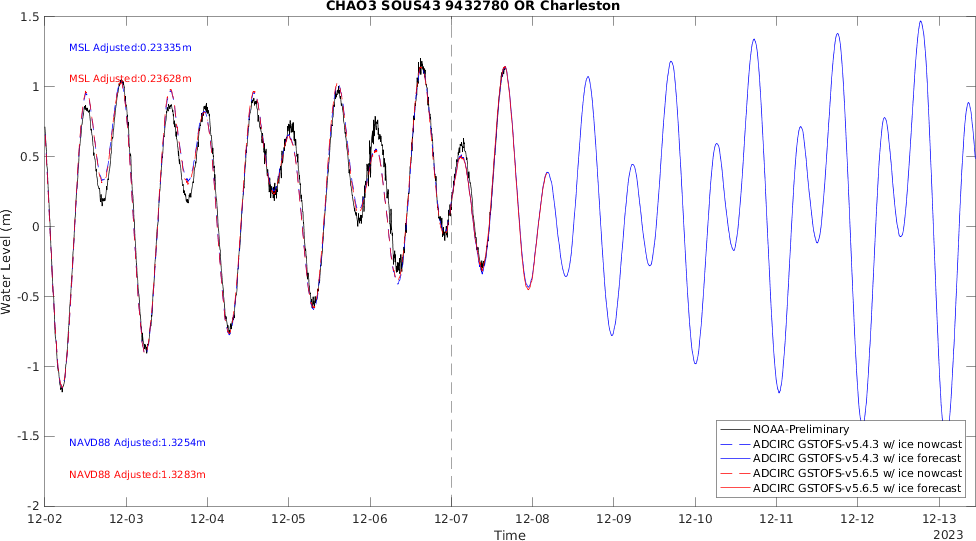 CHAO3 SOUS43 9432780 OR Charleston
1.5
MSL Adjusted:0.23335m
MSL Adjusted:0.23628m
1
0.5
0
Water Level (m)
-0.5
-1
-1.5
NAVD88 Adjusted:1.3254m
NAVD88 Adjusted:1.3283m
-2
NOAA-Preliminary
ADCIRC GSTOFS-v5.4.3 w/ ice nowcast
ADCIRC GSTOFS-v5.4.3 w/ ice forecast
ADCIRC GSTOFS-v5.6.5 w/ ice nowcast
ADCIRC GSTOFS-v5.6.5 w/ ice forecast
12-02 12-03 12-04 12-05 12-06 12-07 12-08 12-09 12-10 12-11 12-12 12-13
Time
2023